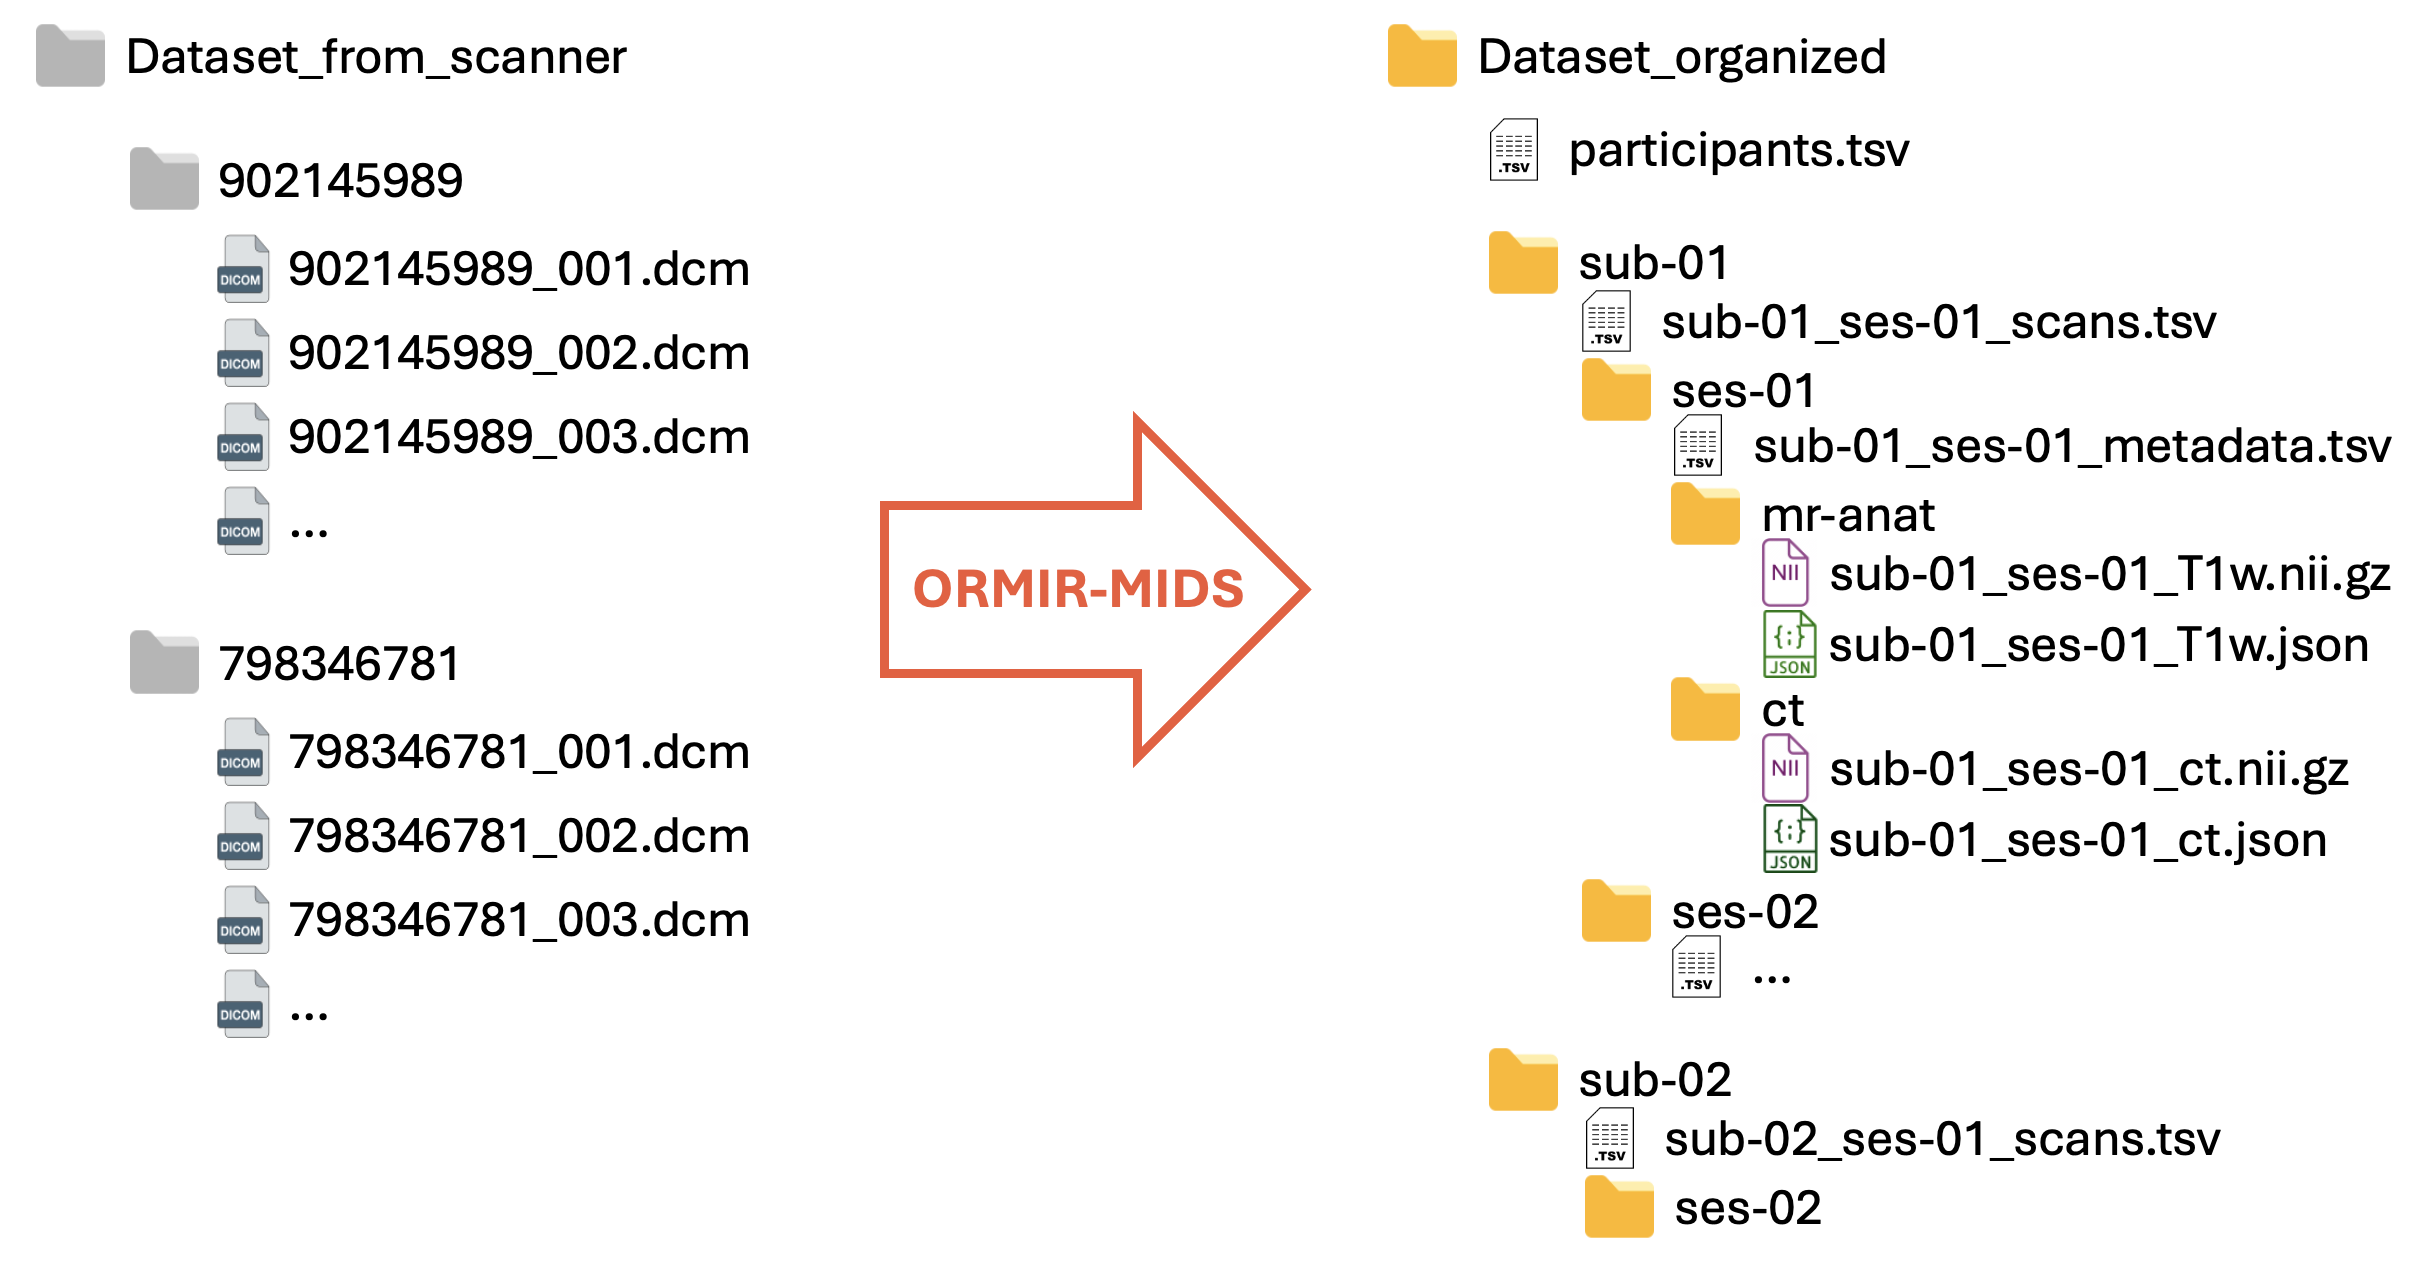 Dataset_from_scanner
902145989
DICOM 902145989_001.dcm
DICOM 902145989_002.dcm
DICOM 902145989_003.dcm
DICOM ...
798346781
DICOM 798346781_001.dcm
DICOM 798346781_002.dcm
DICOM 798346781_003.dcm
DICOM ...
ORMIR-MIDS
Dataset_organized
.TSV participants.tsv
sub-01
.TSV sub-01_ses-01_scans.tsv
ses-01
.TSV sub-01_ses-01_metadata.tsv
mr-anat
NII sub-01_ses-01_T1w.nii.gz
{;} JSON sub-01_ses-01_T1w.json
ct
NII sub-01_ses-01_ct.nii.gz
{;} JSON sub-01_ses-01_ct.json
ses-02
.TSV ...
sub-02
.TSV sub-02_ses-01_scans.tsv
ses-02